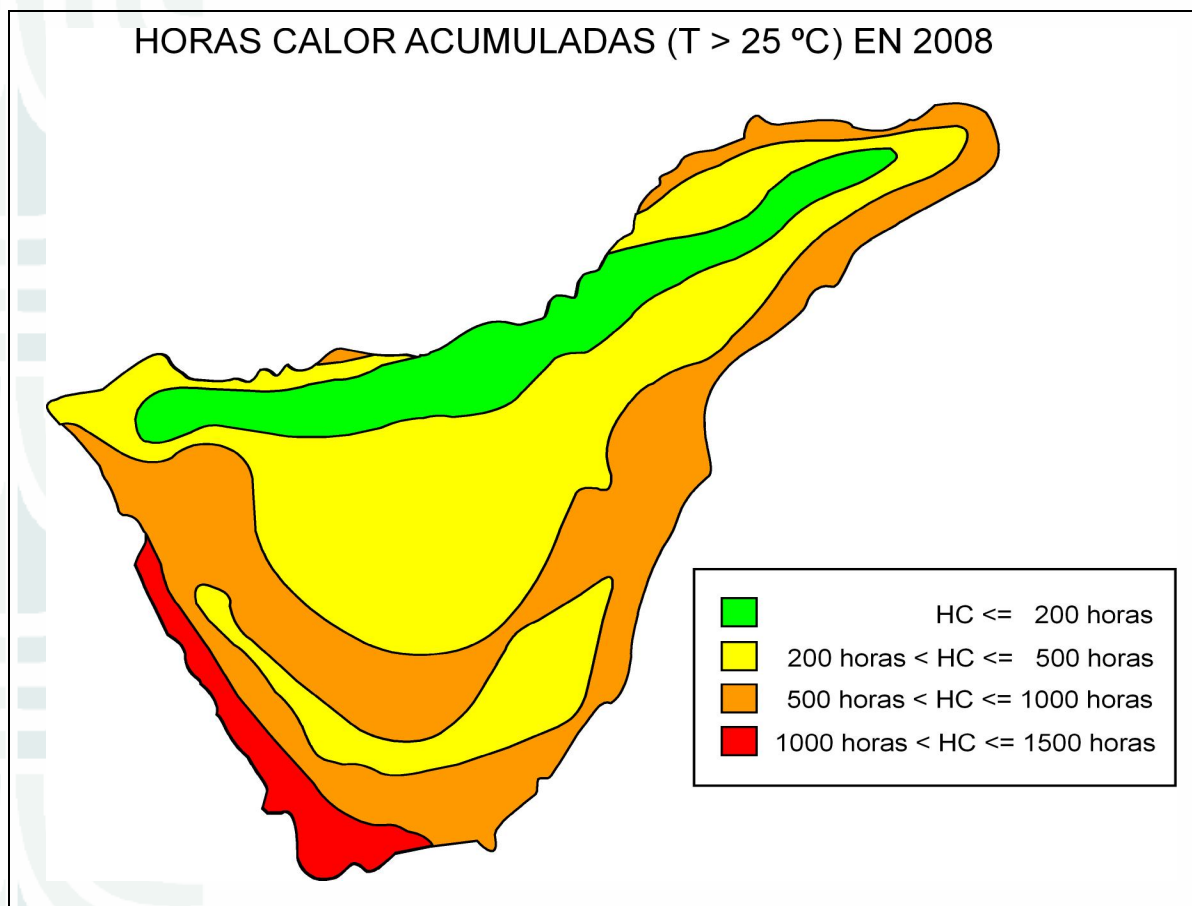 HORAS CALOR ACUMULADAS (T > 25 ºC) EN 2008
HC <= 200 horas
200 horas < HC <= 500 horas
500 horas < HC <= 1000 horas
1000 horas < HC <= 1500 horas